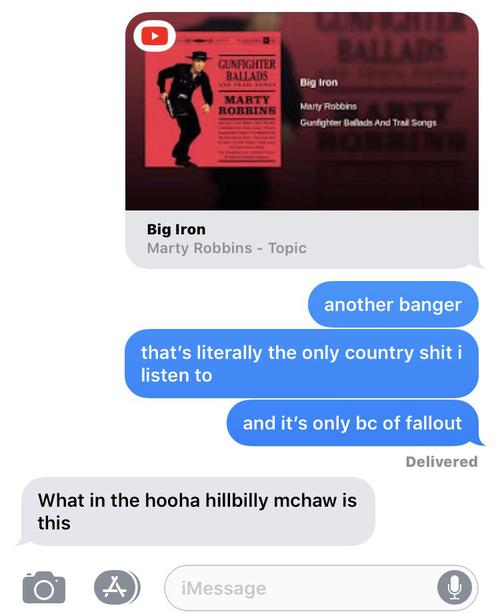 GUNFIGHTER
BALLADS
AND TRAIL SONGS
MARTY
ROBBINS
Big Iron
Marty Robbins
Gunfighter Ballads And Trail Songs
Big Iron
Marty Robbins - Topic
another banger
that's literally the only country shit i
listen to
and it's only bc of fallout
Delivered
What in the hooha hillbilly mchaw is
this
iMessage